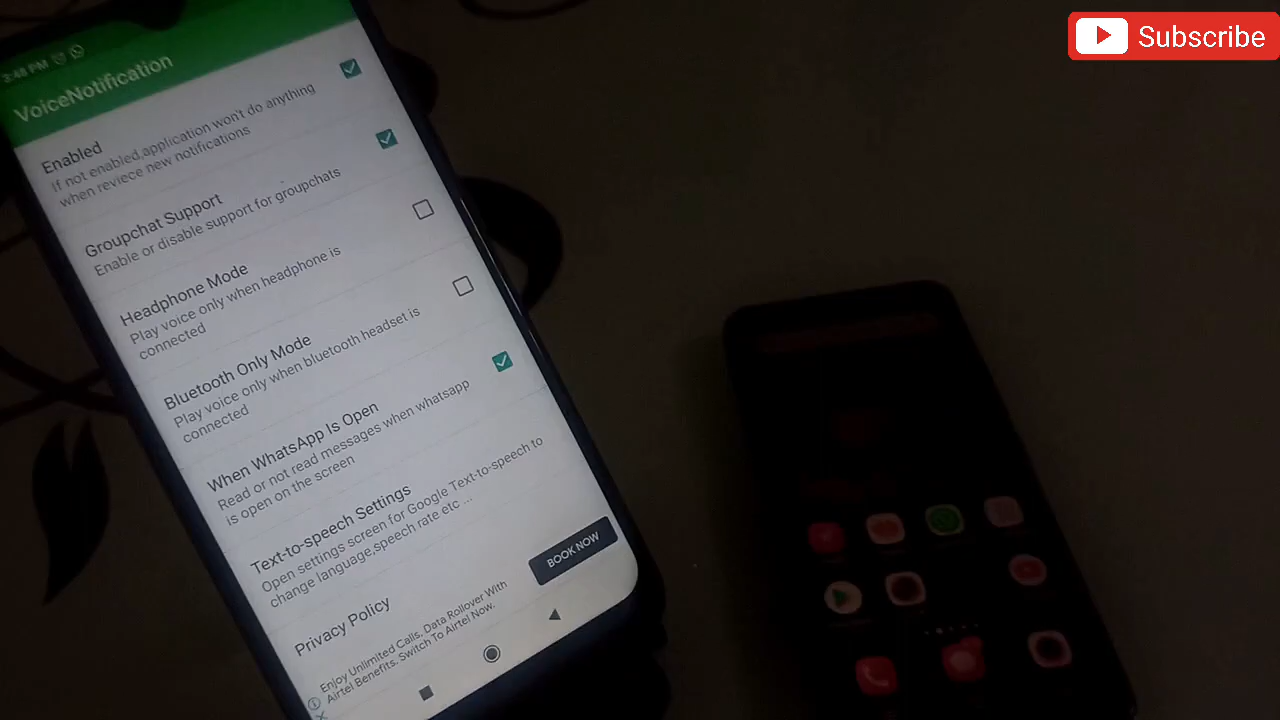 Subscribe
3:48 PM
VoiceNotification
Enabled
If not enabled,application won't do anything
when reviece new notifications
Groupchat Support
Enable or disable support for groupchats
Headphone Mode
Play voice only when headphone is
connected
Bluetooth Only Mode
Play voice only when bluetooth headset is
connected
When WhatsApp Is Open
Read or not read messages when whatsapp
is open on the screen
Text-to-speech Settings
Open settings screen for Google Text-to-speech to
change language,speech rate etc ...
Privacy Policy
Enjoy Unlimited Calls, Data Rollover With
Airtel Benefits. Switch To Airtel Now.
BOOK NOW